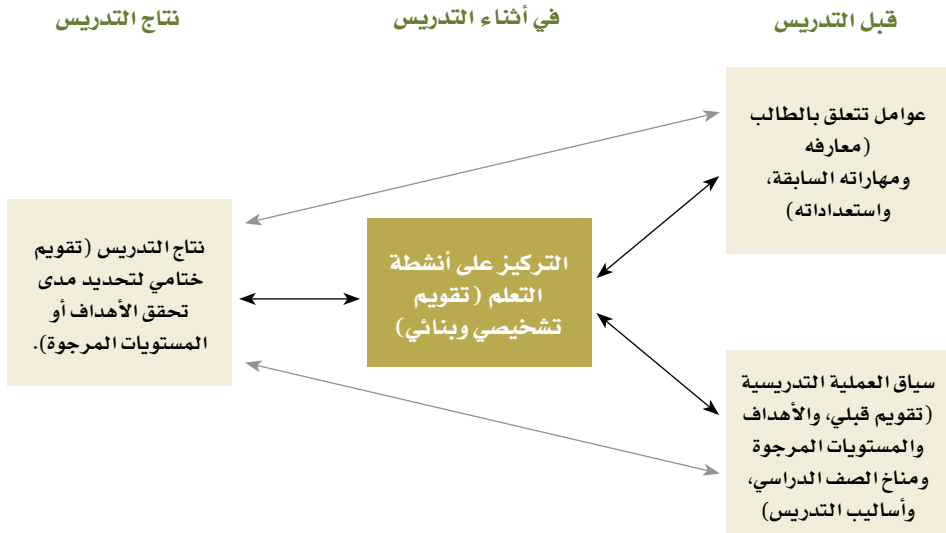 قبل التدريس
في أثناء التدريس
نتاج التدريس
عوامل تتعلق بالطالب
(معارفه
ومهاراته السابقة،
واستعداداته)
سياق العملية التدريسية
(تقويم قبلي، والأهداف
والمستويات المرجوة
ومناخ الصف الدراسي،
وأساليب التدريس)
التركيز على أنشطة
التعلم (تقويم
تشخيصي وبنائي)
نتاج التدريس (تقويم
ختامي لتحديد مدى
تحقق الأهداف أو
المستويات المرجوة).